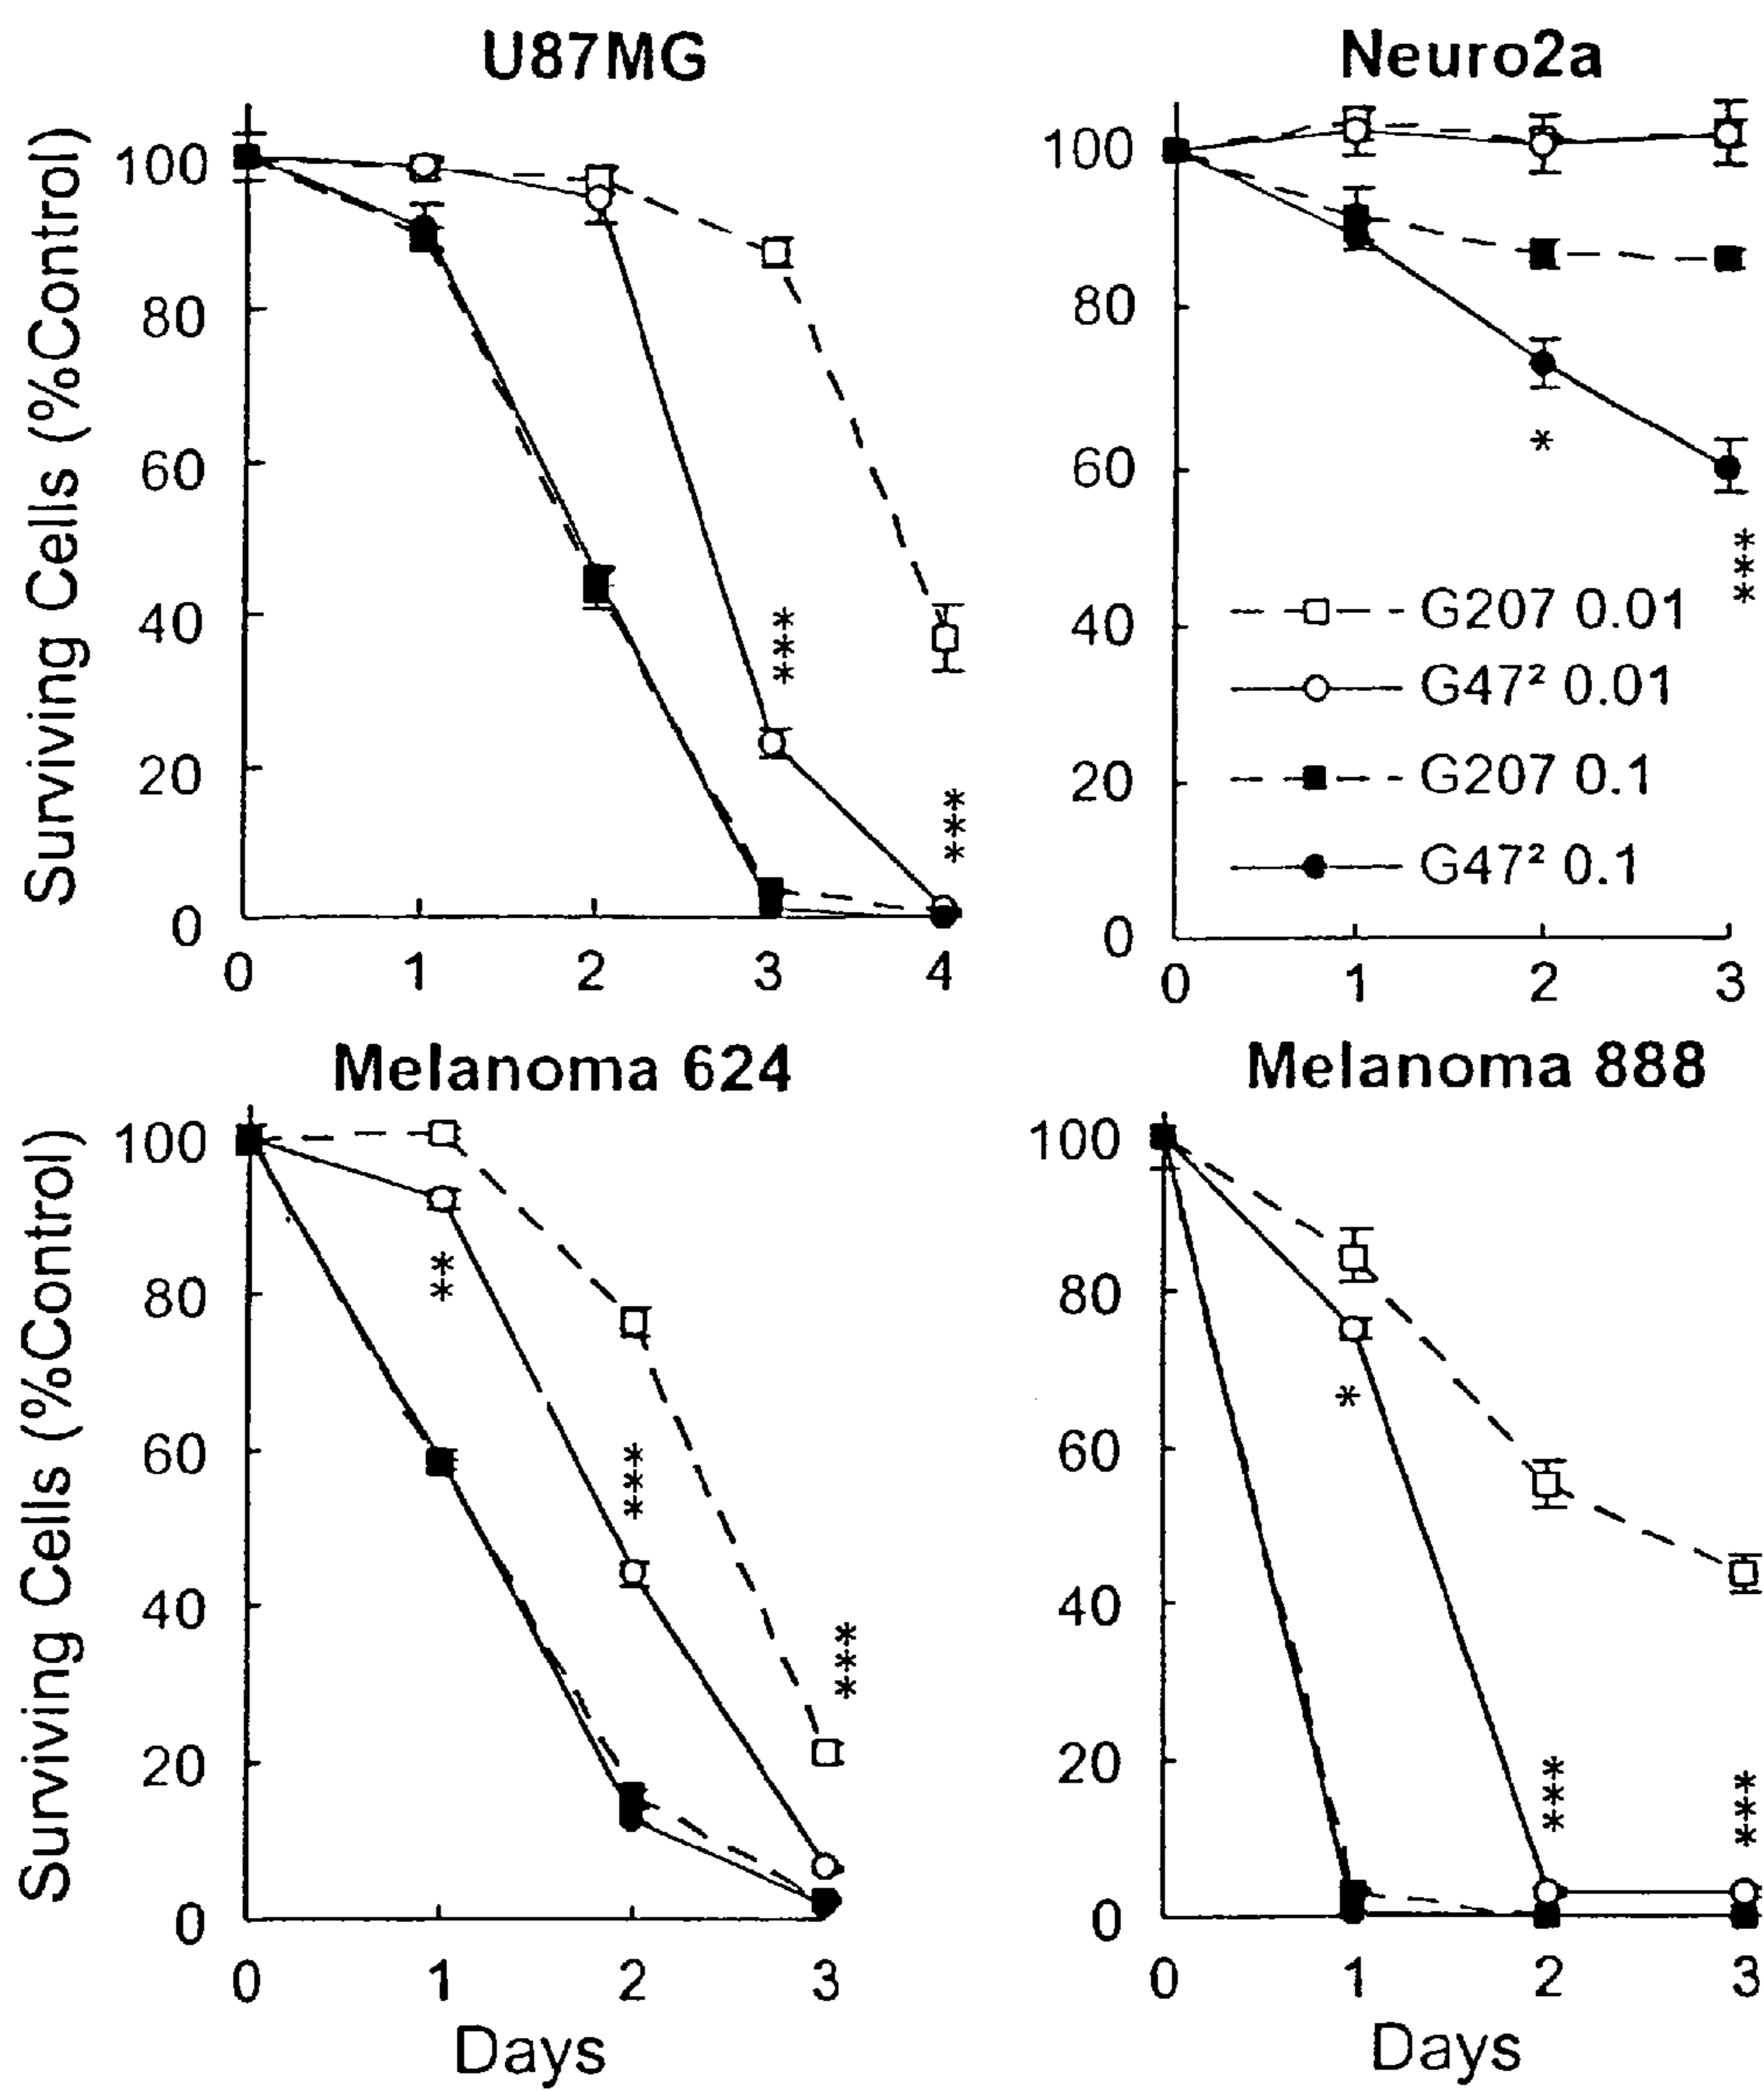 U87MG
Surviving Cells (%Control)
100
80
60
40
20
0
0 1 2 3 4
***
***
Neuro2a
100
80
60
40
20
0
0 1 2 3
*
***
G207 0.01
G47² 0.01
G207 0.1
G47² 0.1
Melanoma 624
Surviving Cells (%Control)
100
80
60
40
20
0
0 1 2 3
Days
**
***
***
Melanoma 888
100
80
60
40
20
0
0 1 2 3
Days
*
***
***